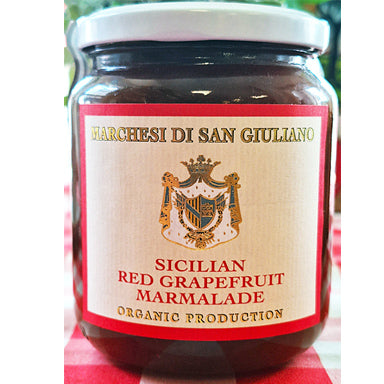 MARCHESI DI SAN GIULIANO
SICILIAN
RED GRAPEFRUIT
MARMALADE
ORGANIC PRODUCTION